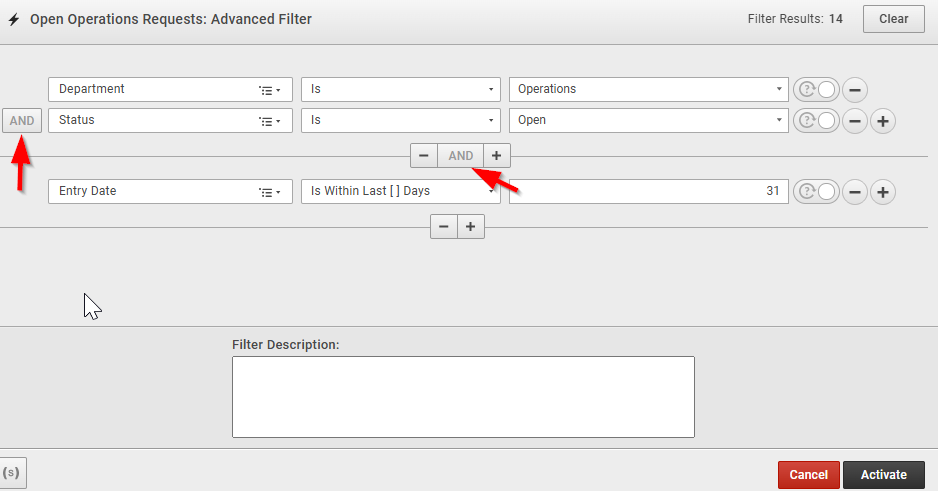 Open Operations Requests: Advanced Filter Filter Results: 14 Clear
Department Is Operations ?
AND Status Is Open ?
AND
Entry Date Is Within Last [ ] Days 31 ?
Filter Description:
(s) Cancel Activate